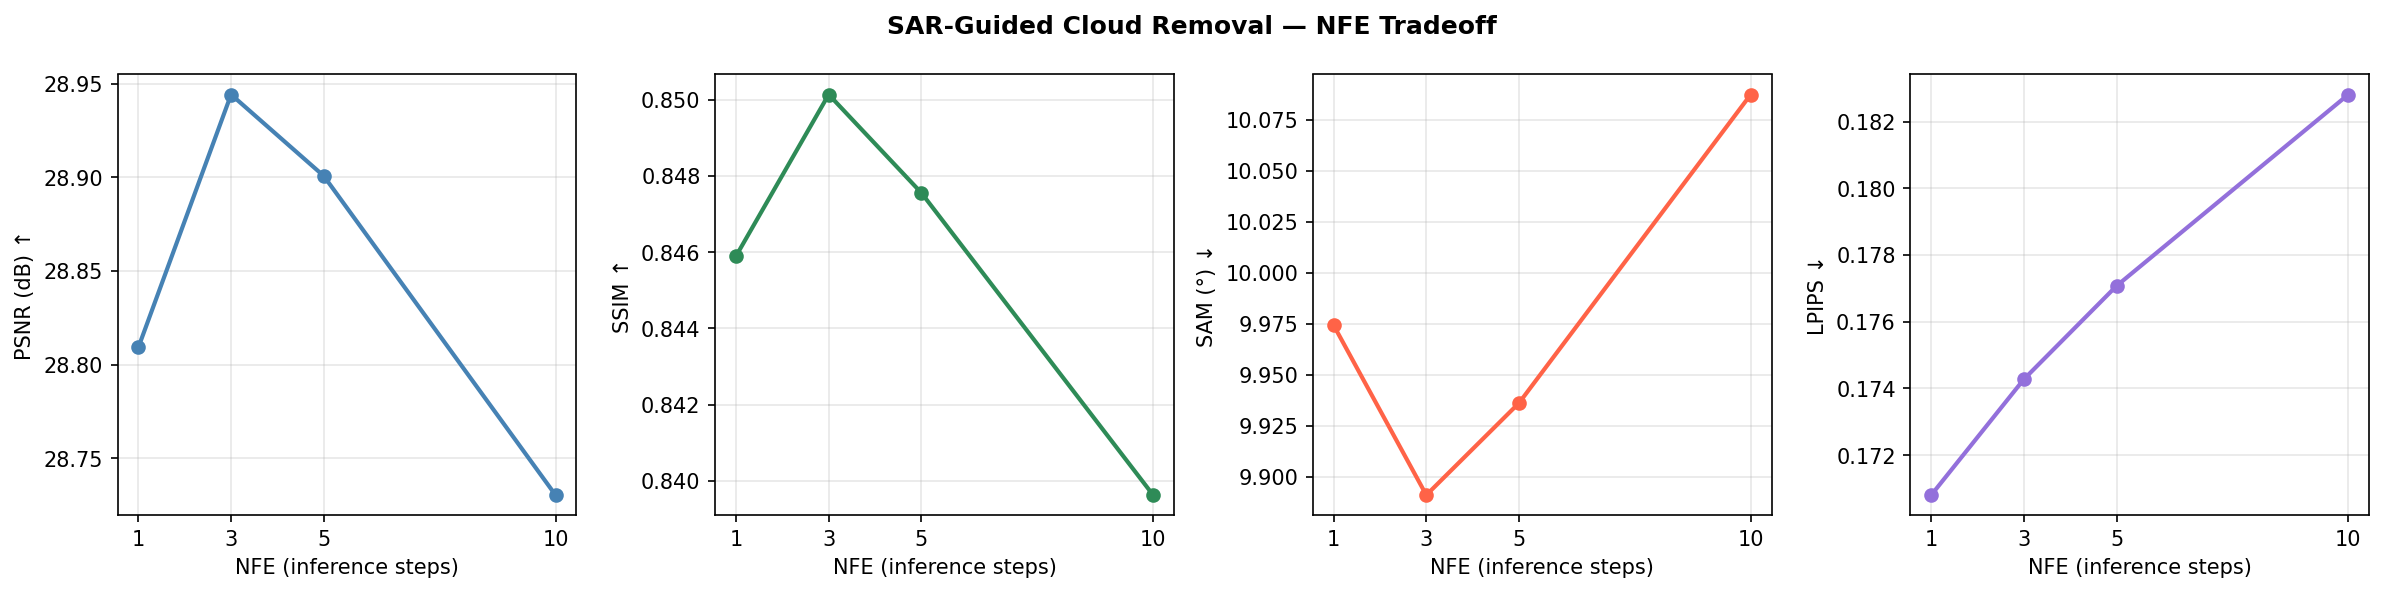 SAR-Guided Cloud Removal — NFE Tradeoff
PSNR (dB) ↑
28.95
28.90
28.85
28.80
28.75
1 3 5 10
NFE (inference steps)
SSIM ↑
0.850
0.848
0.846
0.844
0.842
0.840
1 3 5 10
NFE (inference steps)
SAM (°) ↓
10.075
10.050
10.025
10.000
9.975
9.950
9.925
9.900
1 3 5 10
NFE (inference steps)
LPIPS ↓
0.182
0.180
0.178
0.176
0.174
0.172
1 3 5 10
NFE (inference steps)